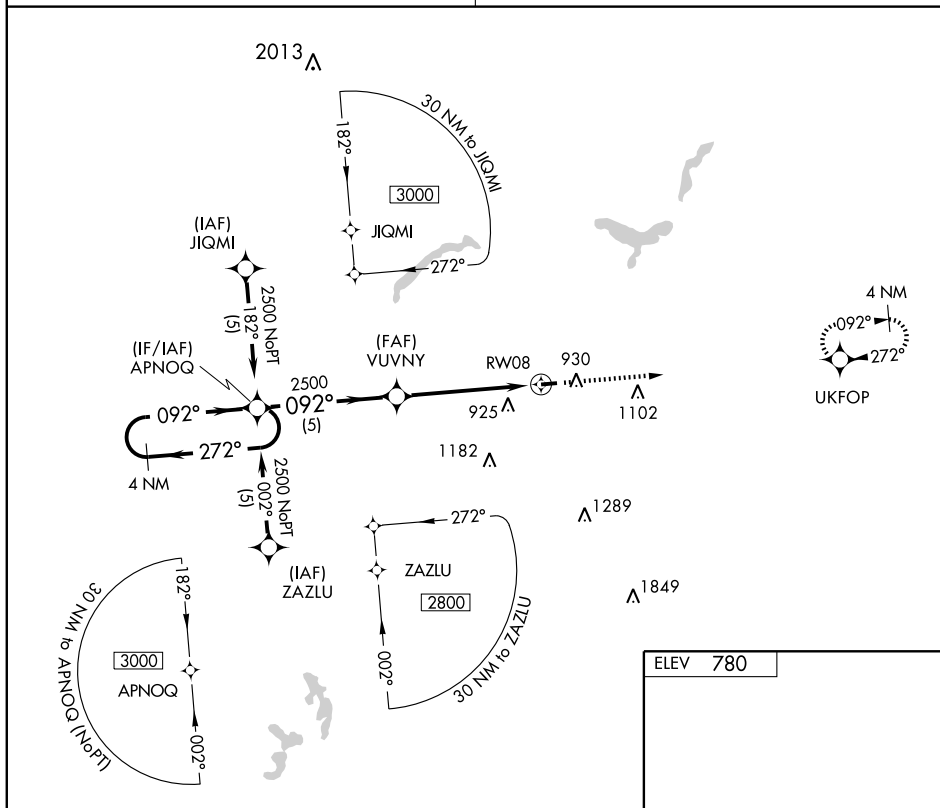 2013
30 NM to JIQMI
182°
3000
JIQMI
272°
(IAF)
JIQMI
2500 NoPT
182°
(5)
4 NM
092°
272°
UKFOP
(IF/IAF)
APNOQ
(FAF)
VUVNY
RW08
930
2500
092°
(5)
925
1102
092°
272°
4 NM
1182
2500 NoPT
002°
(5)
(IAF)
ZAZLU
272°
ZAZLU
2800
002°
30 NM to ZAZLU
1289
1849
182°
3000
APNOQ
002°
30 NM to APNOQ (NoPT)
ELEV 780